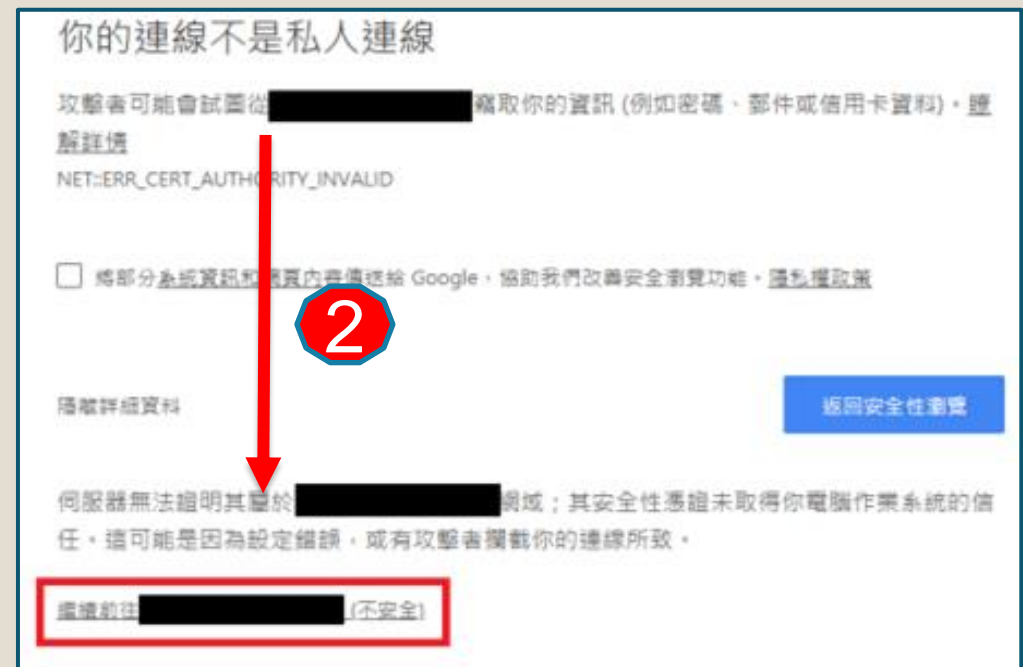 你的連線不是私人連線
攻擊者可能會試圖從 竊取你的資訊 (例如密碼、郵件或信用卡資料)。瞭
解詳情
NET::ERR_CERT_AUTHORITY_INVALID
將部分系統資訊和網頁內容傳送給 Google,協助我們改善安全瀏覽功能。隱私權政策
2
隱藏詳細資料
返回安全性瀏覽
伺服器無法證明其屬於 網域;其安全性憑證未取得你電腦作業系統的信
任。這可能是因為設定錯誤,或有攻擊者攔截你的連線所致。
繼續前往 (不安全)